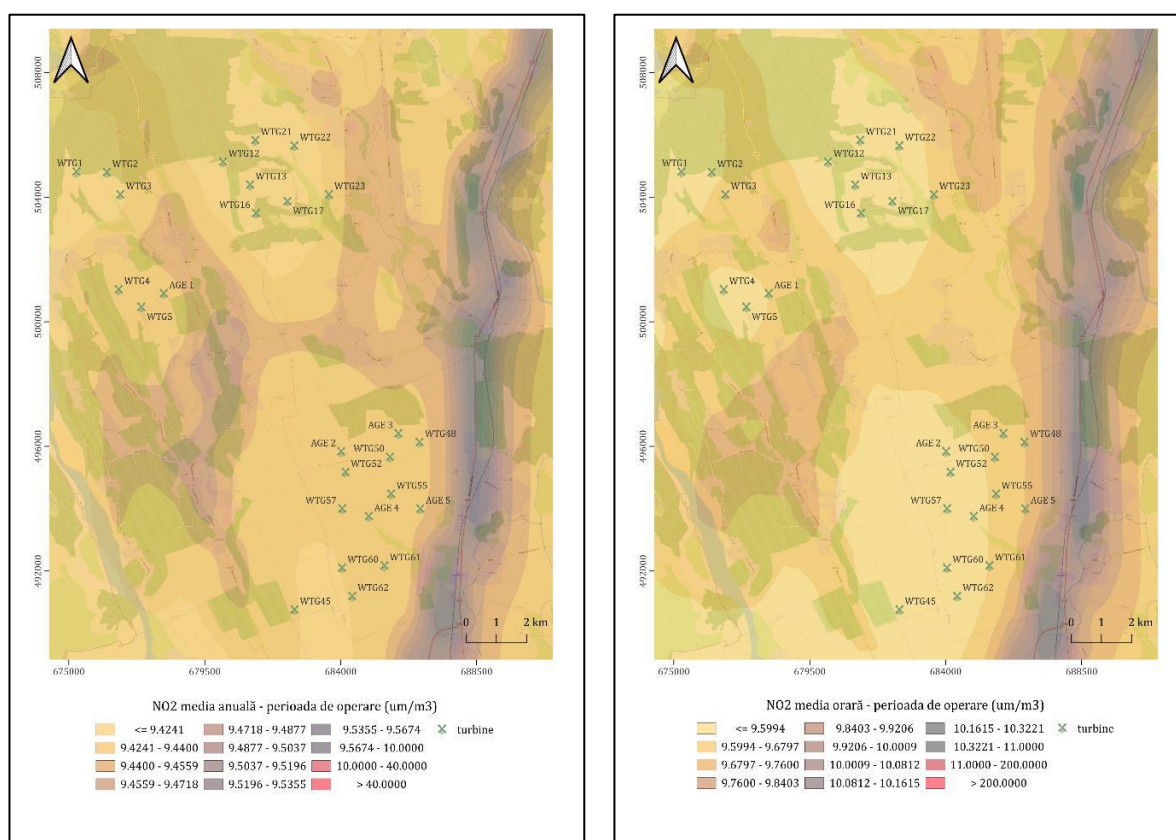 508000
WTG21
WTG22
WTG1
WTG2
WTG12
WTG3
WTG13
WTG23
504000
WTG16
WTG17
WTG4
AGE 1
WTG5
500000
AGE 3
WTG48
496000
AGE 2
WTG50
WTG52
WTG55
WTG57
AGE 4
AGE 5
492000
WTG60
WTG61
WTG62
WTG45
0 1 2 km
675000 679500 684000 688500
NO2 media anuală - perioada de operare (um/m3)
<= 9.4241 9.4718 - 9.4877 9.5355 - 9.5674 turbine
9.4241 - 9.4400 9.4877 - 9.5037 9.5674 - 10.0000
9.4400 - 9.4559 9.5037 - 9.5196 10.0000 - 40.0000
9.4559 - 9.4718 9.5196 - 9.5355 > 40.0000
508000
WTG21
WTG22
WTG1
WTG2
WTG12
WTG3
WTG13
WTG23
504000
WTG16
WTG17
WTG4
AGE 1
WTG5
500000
AGE 3
WTG48
496000
AGE 2
WTG50
WTG52
WTG55
WTG57
AGE 4
AGE 5
492000
WTG60
WTG61
WTG62
WTG45
0 1 2 km
675000 679500 684000 688500
NO2 media orară - perioada de operare (um/m3)
<= 9.5994 9.8403 - 9.9206 10.1615 - 10.3221 turbine
9.5994 - 9.6797 9.9206 - 10.0009 10.3221 - 11.0000
9.6797 - 9.7600 10.0009 - 10.0812 11.0000 - 200.0000
9.7600 - 9.8403 10.0812 - 10.1615 > 200.0000